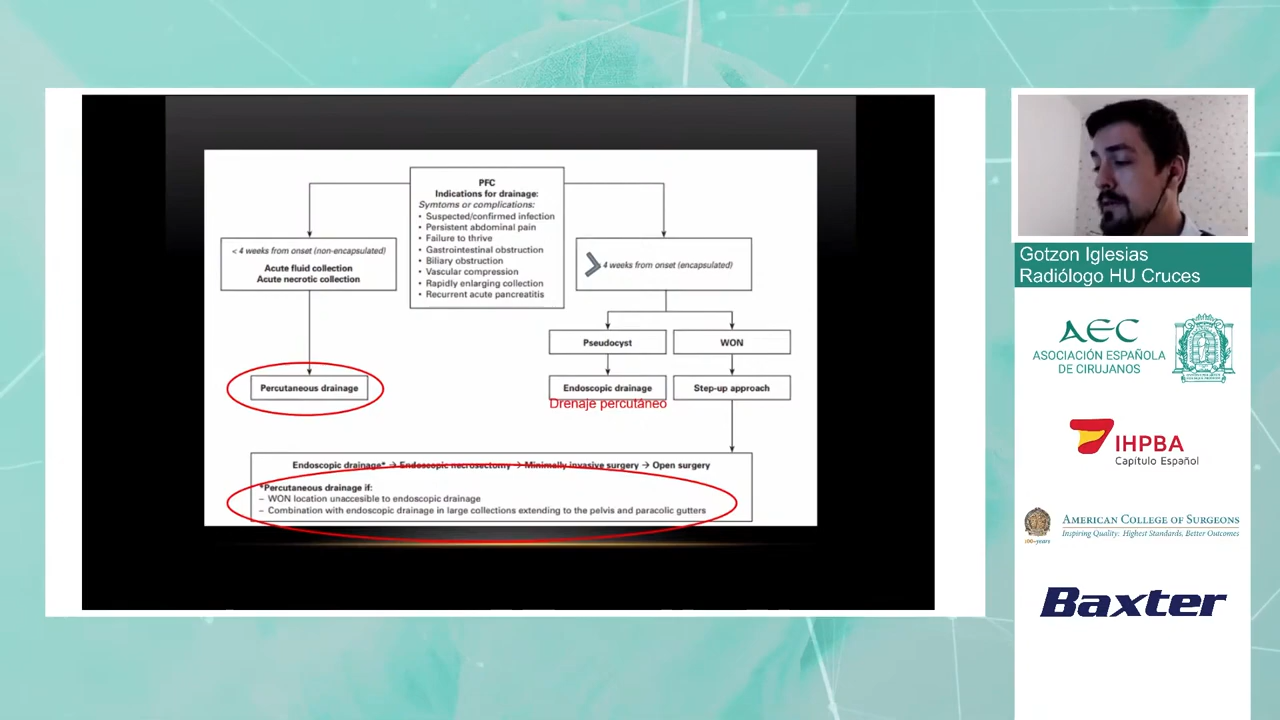 PFC
Indications for drainage:
Symtoms or complications:
• Suspected/confirmed infection
• Persistent abdominal pain
• Failure to thrive
• Gastrointestinal obstruction
• Biliary obstruction
• Vascular compression
• Rapidly enlarging collection
• Recurrent acute pancreatitis
< 4 weeks from onset (non-encapsulated)
Acute fluid collection
Acute necrotic collection
> 4 weeks from onset (encapsulated)
Pseudocyst
WON
Percutaneous drainage
Endoscopic drainage
Step-up approach
Drenaje percutáneo
Endoscopic drainage* → Endoscopic necrosectomy → Minimally invasive surgery → Open surgery
*Percutaneous drainage if:
– WON location unaccesible to endoscopic drainage
– Combination with endoscopic drainage in large collections extending to the pelvis and paracolic gutters
Gotzon Iglesias
Radiólogo HU Cruces
AEC
ASOCIACIÓN ESPAÑOLA
DE CIRUJANOS
IHPBA
Capítulo Español
AMERICAN COLLEGE OF SURGEONS
Inspiring Quality: Highest Standards, Better Outcomes
100+years
Baxter